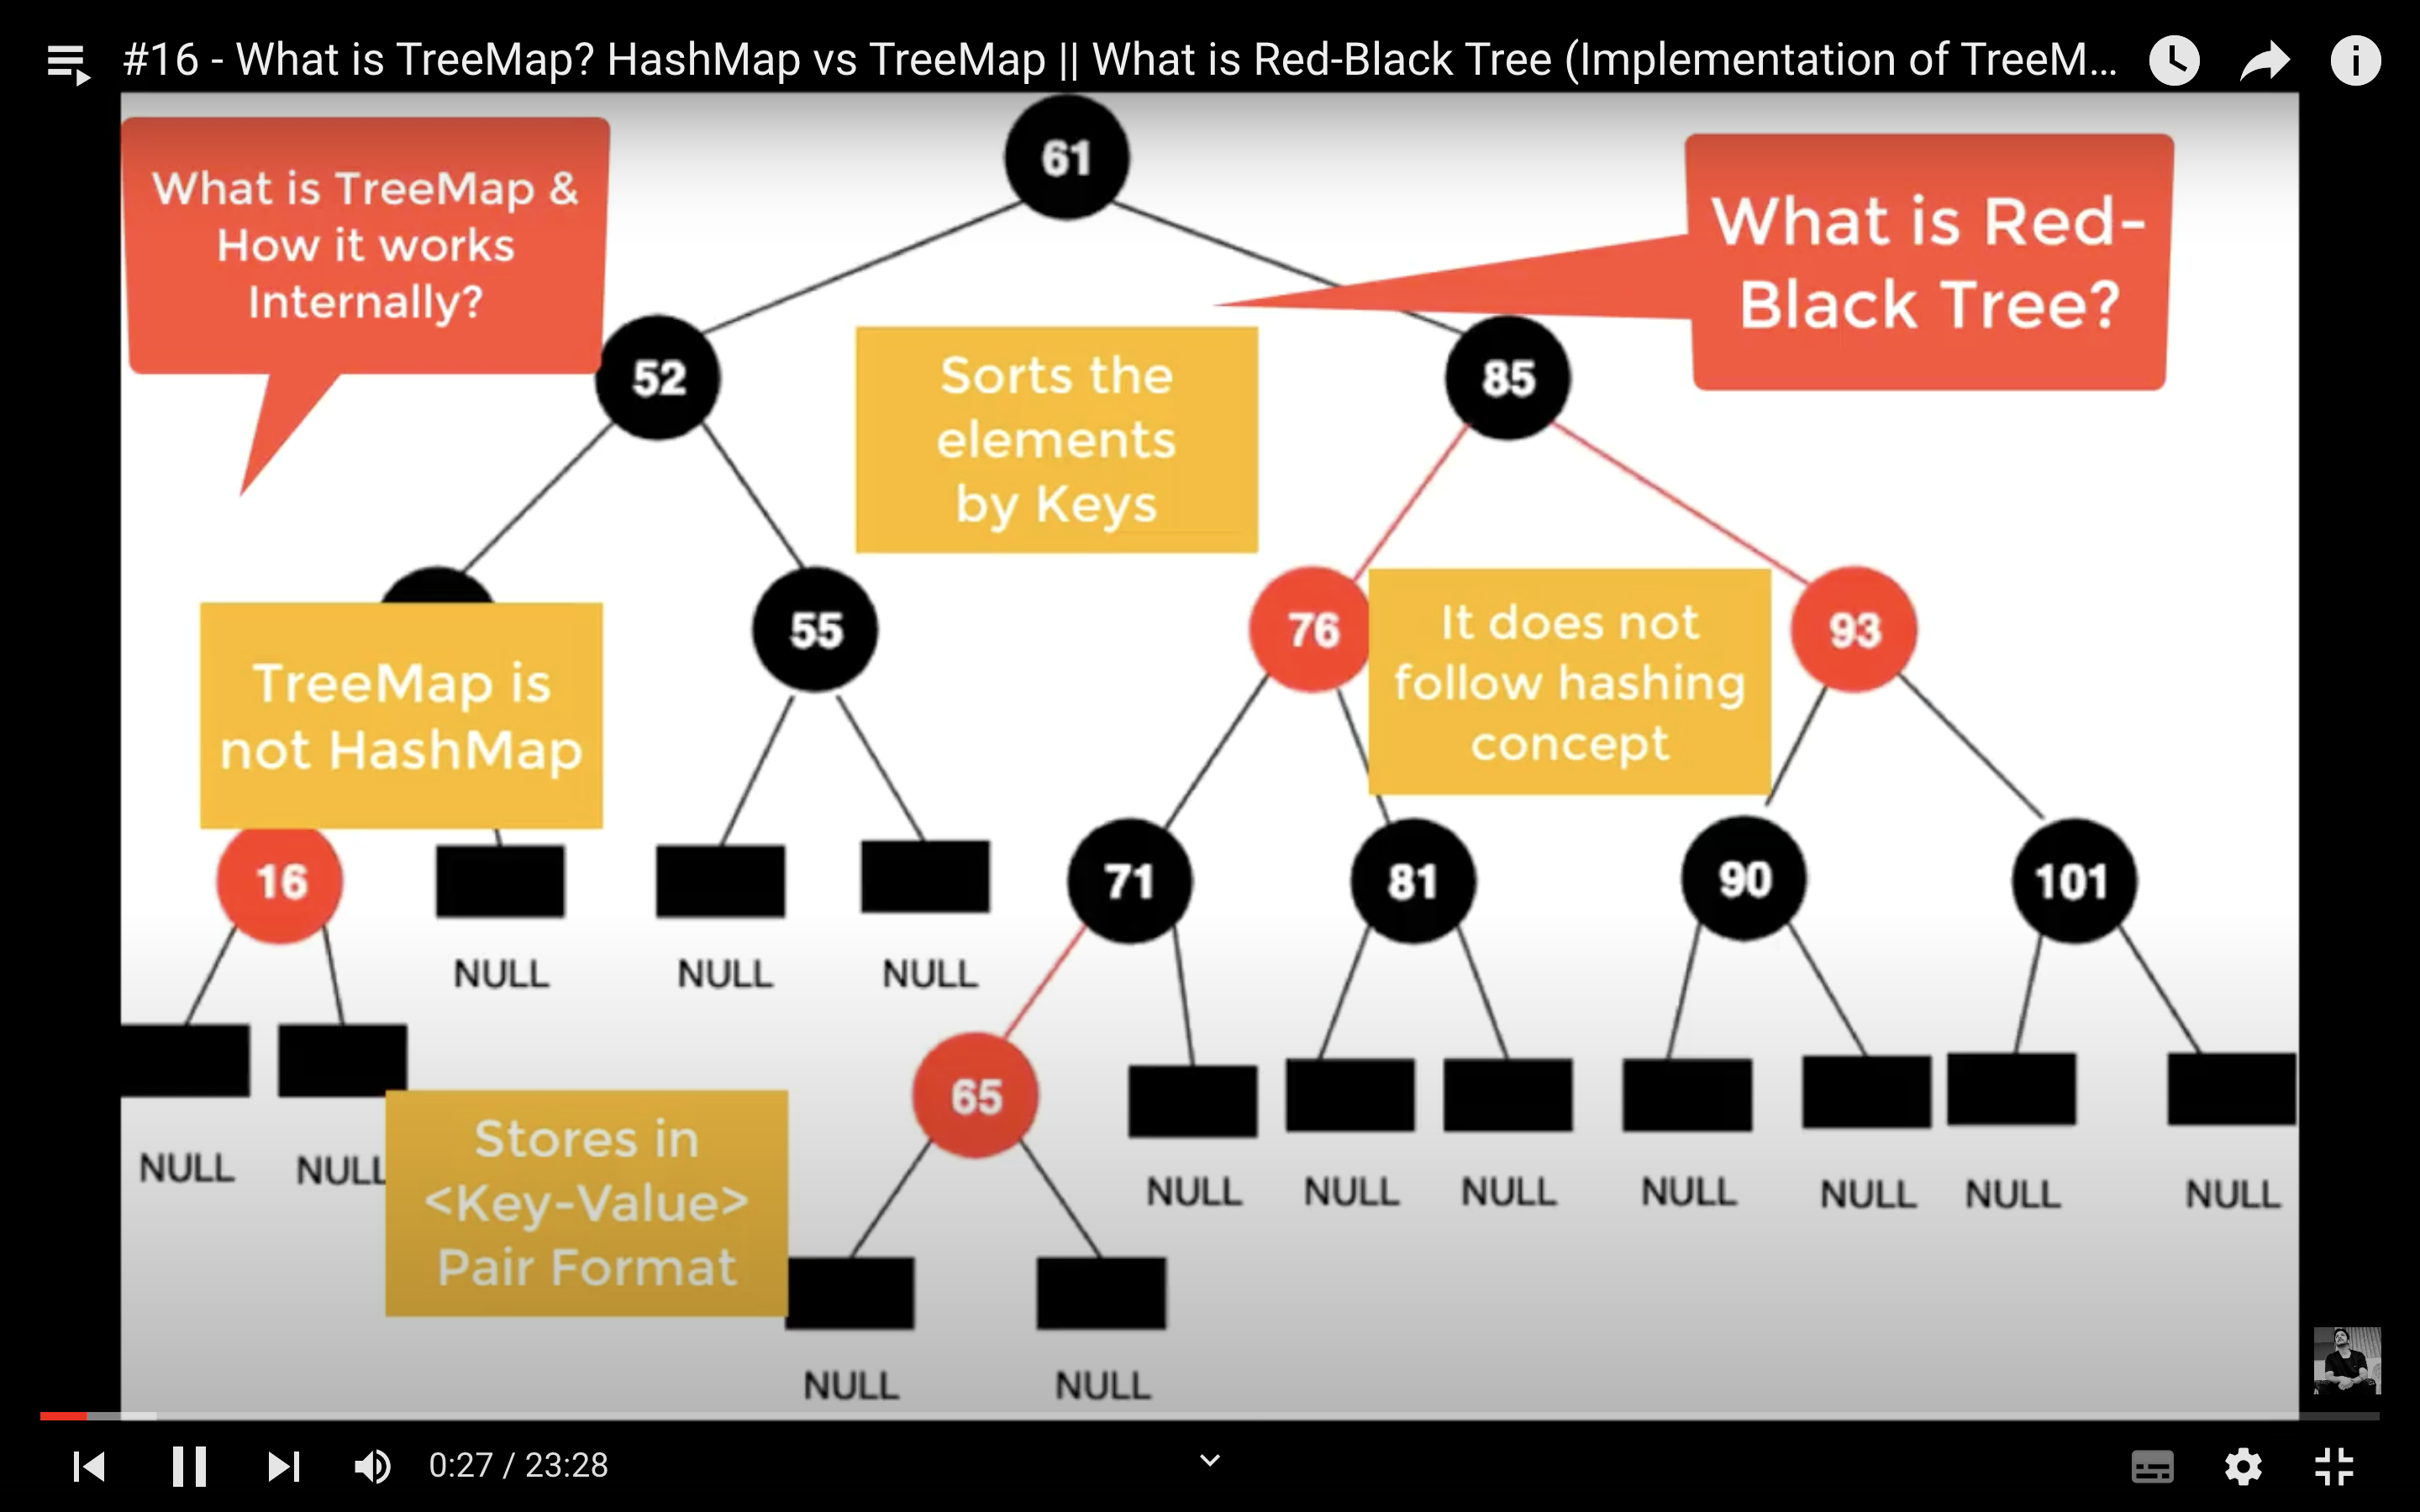 #16 - What is TreeMap? HashMap vs TreeMap || What is Red-Black Tree (Implementation of TreeM...
61
What is TreeMap &
How it works
Internally?
What is Red-
Black Tree?
52
Sorts the
elements
by Keys
85
TreeMap is
not HashMap
55
76
It does not
follow hashing
concept
93
16
71
81
90
101
NULL
NULL
NULL
65
NULL
NULL
Stores in
<Key-Value>
Pair Format
NULL
NULL
NULL
NULL
NULL
NULL
NULL
NULL
NULL
0:27 / 23:28